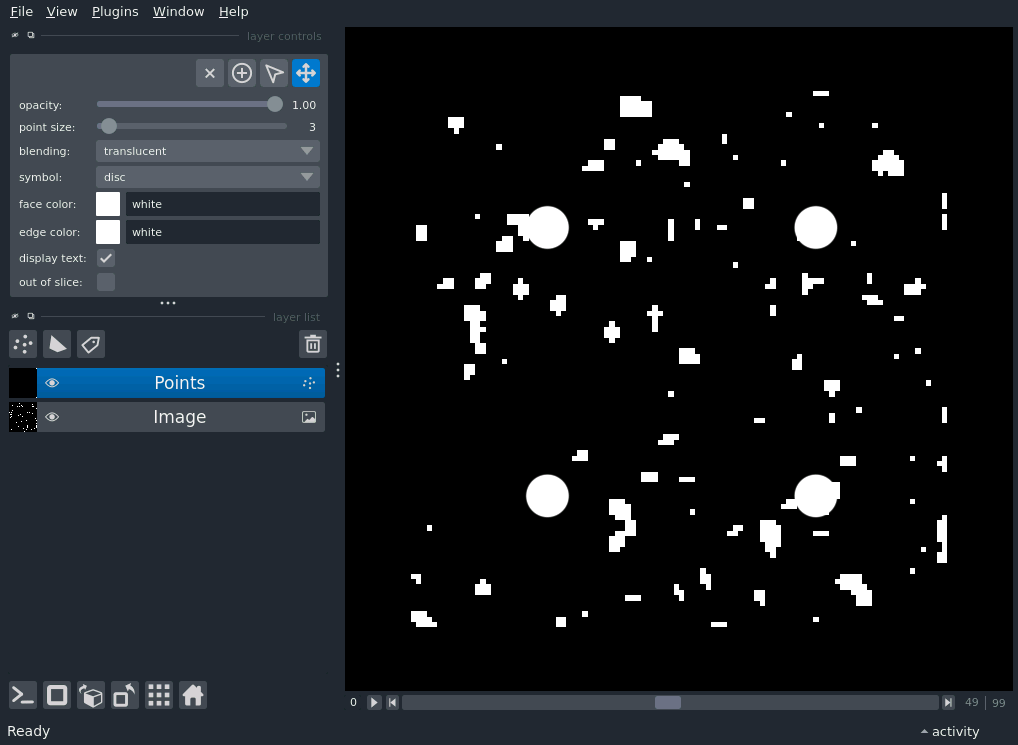 File View Plugins Window Help
layer controls
opacity: 1.00
point size: 3
blending: translucent
symbol: disc
face color: white
edge color: white
display text:
out of slice:
layer list
Points
Image
0 49 | 99
Ready activity